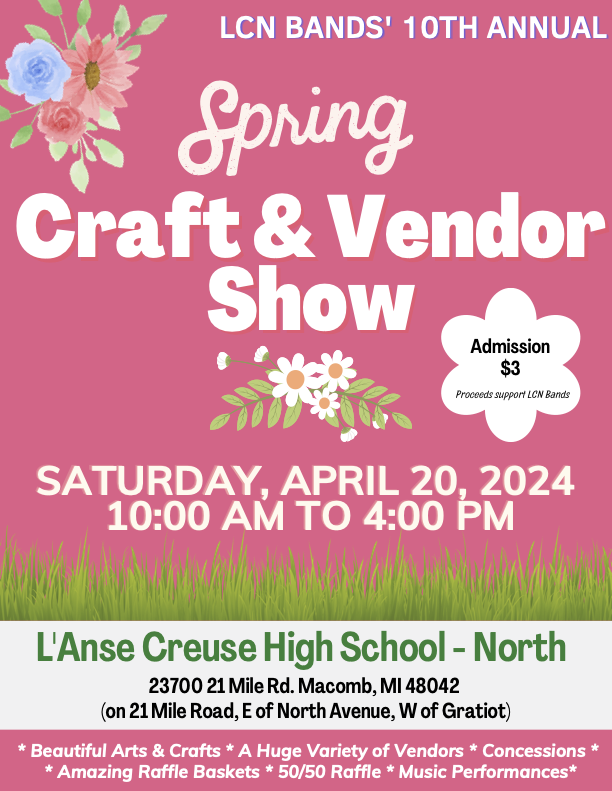 LCN BANDS' 10TH ANNUAL
Spring
Craft & Vendor
Show
Admission
$3
Proceeds support LCN Bands
SATURDAY, APRIL 20, 2024
10:00 AM TO 4:00 PM
L'Anse Creuse High School - North
23700 21 Mile Rd. Macomb, MI 48042
(on 21 Mile Road, E of North Avenue, W of Gratiot)
* Beautiful Arts & Crafts * A Huge Variety of Vendors * Concessions *
* Amazing Raffle Baskets * 50/50 Raffle * Music Performances*